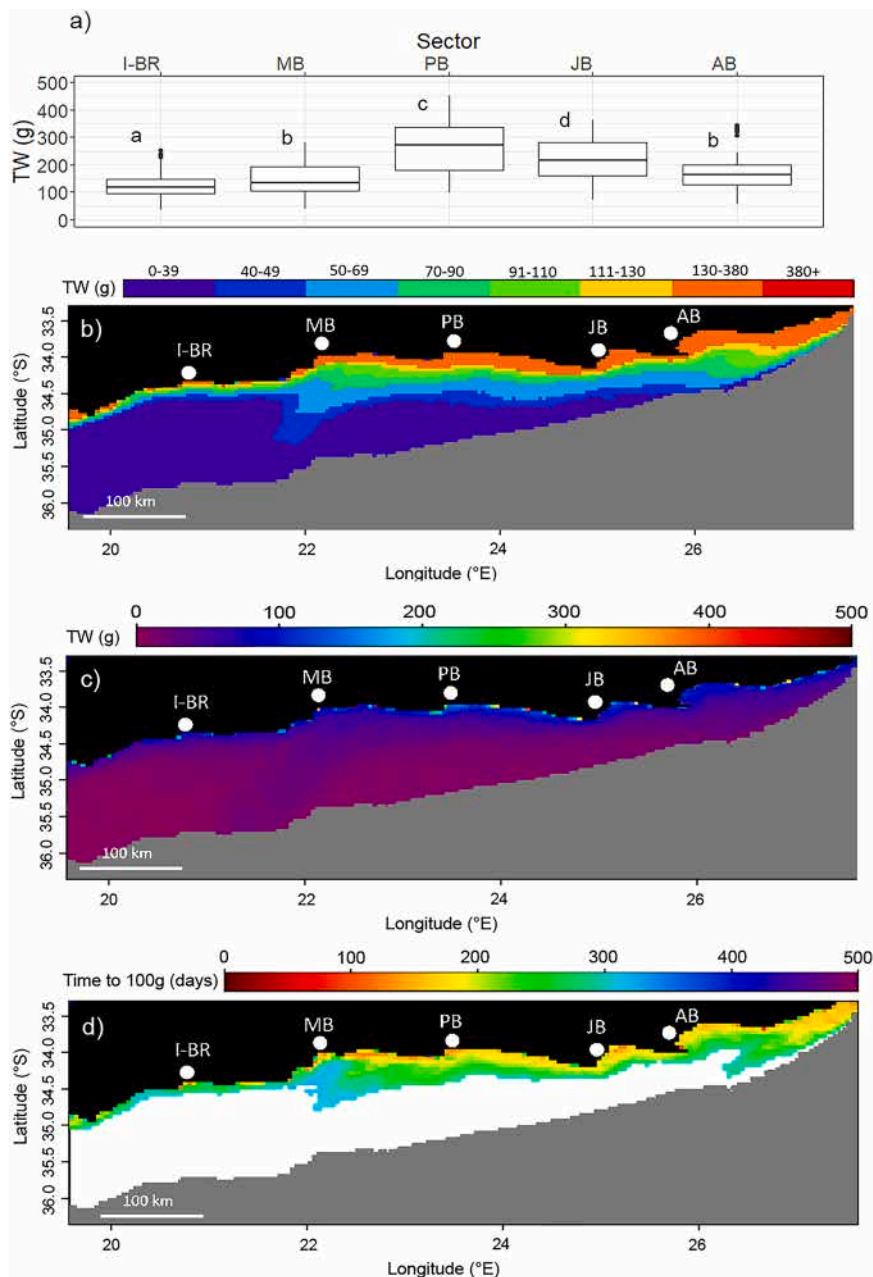 a)
Sector
I-BR MB PB JB AB
TW (g)
500
400
300
200
100
0
a b c d b
0-39 40-49 50-69 70-90 91-110 111-130 130-380 380+
TW (g)
b)
I-BR MB PB JB AB
Latitude (°S)
33.5
34.0
34.5
35.0
35.5
36.0
100 km
20 22 24 26
Longitude (°E)
0 100 200 300 400 500
TW (g)
c)
I-BR MB PB JB AB
Latitude (°S)
33.5
34.0
34.5
35.0
35.5
36.0
100 km
20 22 24 26
Longitude (°E)
0 100 200 300 400 500
Time to 100g (days)
d)
I-BR MB PB JB AB
Latitude (°S)
33.5
34.0
34.5
35.0
35.5
36.0
100 km
20 22 24 26
Longitude (°E)